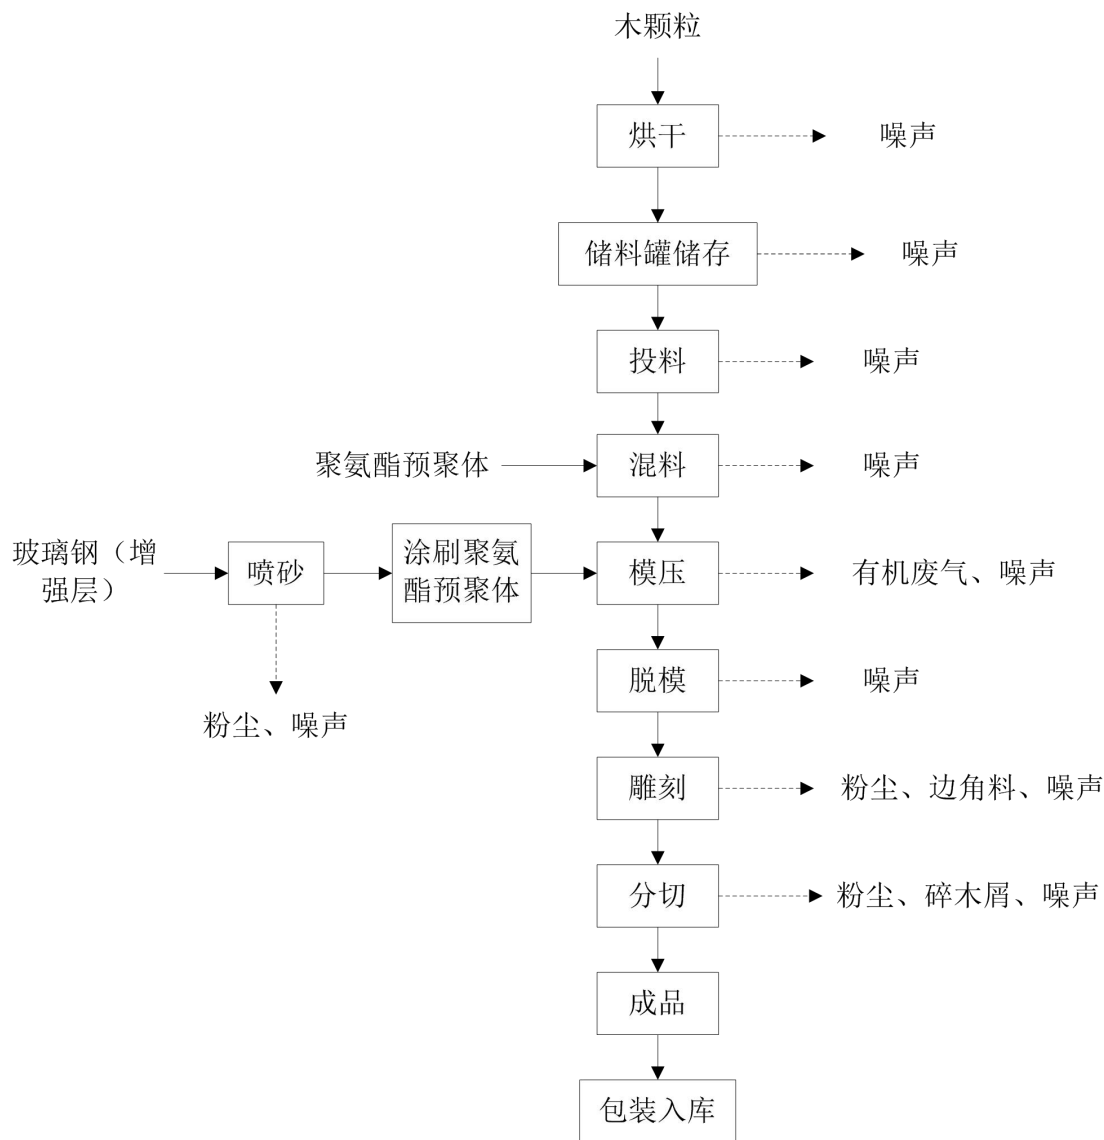 木颗粒
烘干
噪声
储料罐储存
噪声
投料
噪声
聚氨酯预聚体
混料
噪声
玻璃钢（增
强层）
喷砂
涂刷聚氨
酯预聚体
模压
有机废气、噪声
粉尘、噪声
脱模
噪声
雕刻
粉尘、边角料、噪声
分切
粉尘、碎木屑、噪声
成品
包装入库